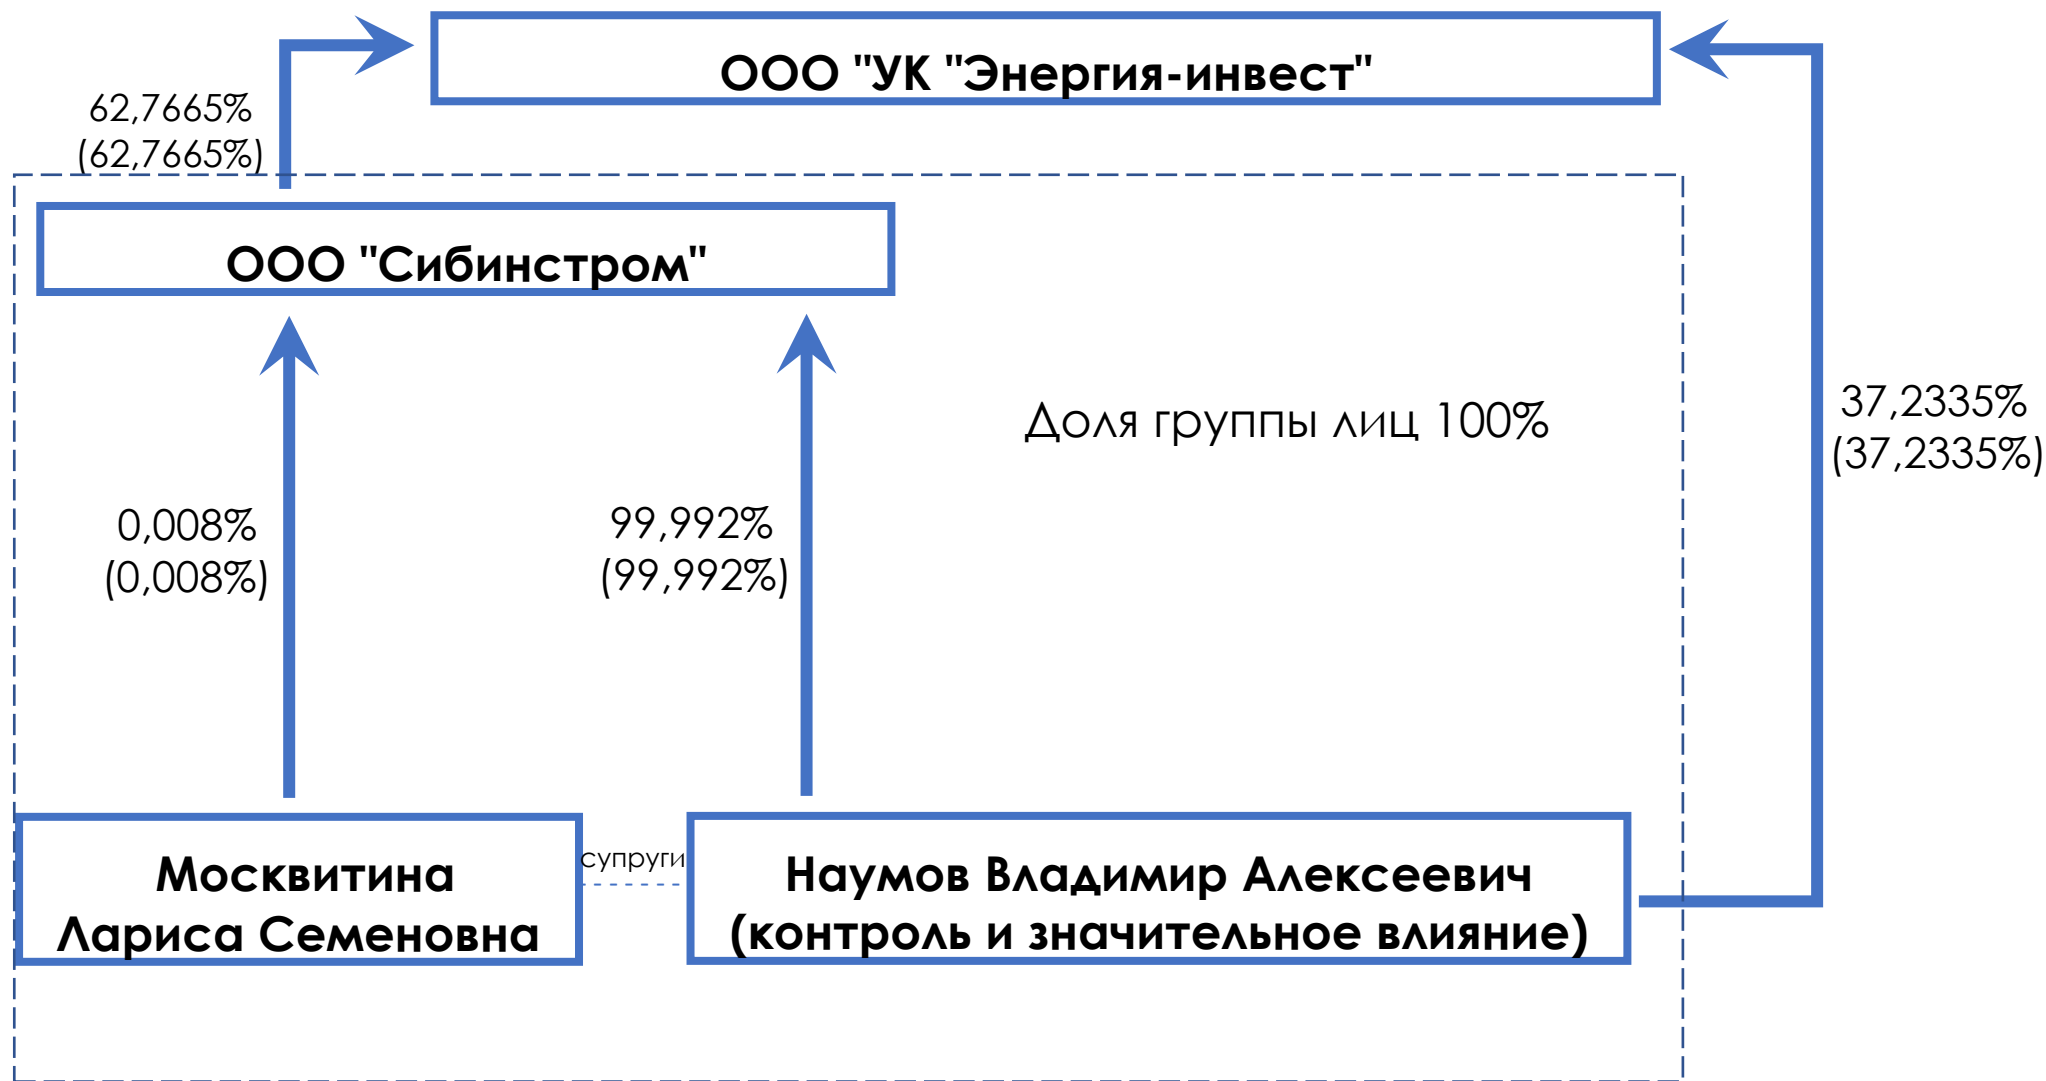 ООО "УК "Энергия-инвест"
62,7665%
(62,7665%)
ООО "Сибинстром"
Доля группы лиц 100%
37,2335%
(37,2335%)
0,008%
(0,008%)
99,992%
(99,992%)
Москвитина
Лариса Семеновна
супруги
Наумов Владимир Алексеевич
(контроль и значительное влияние)